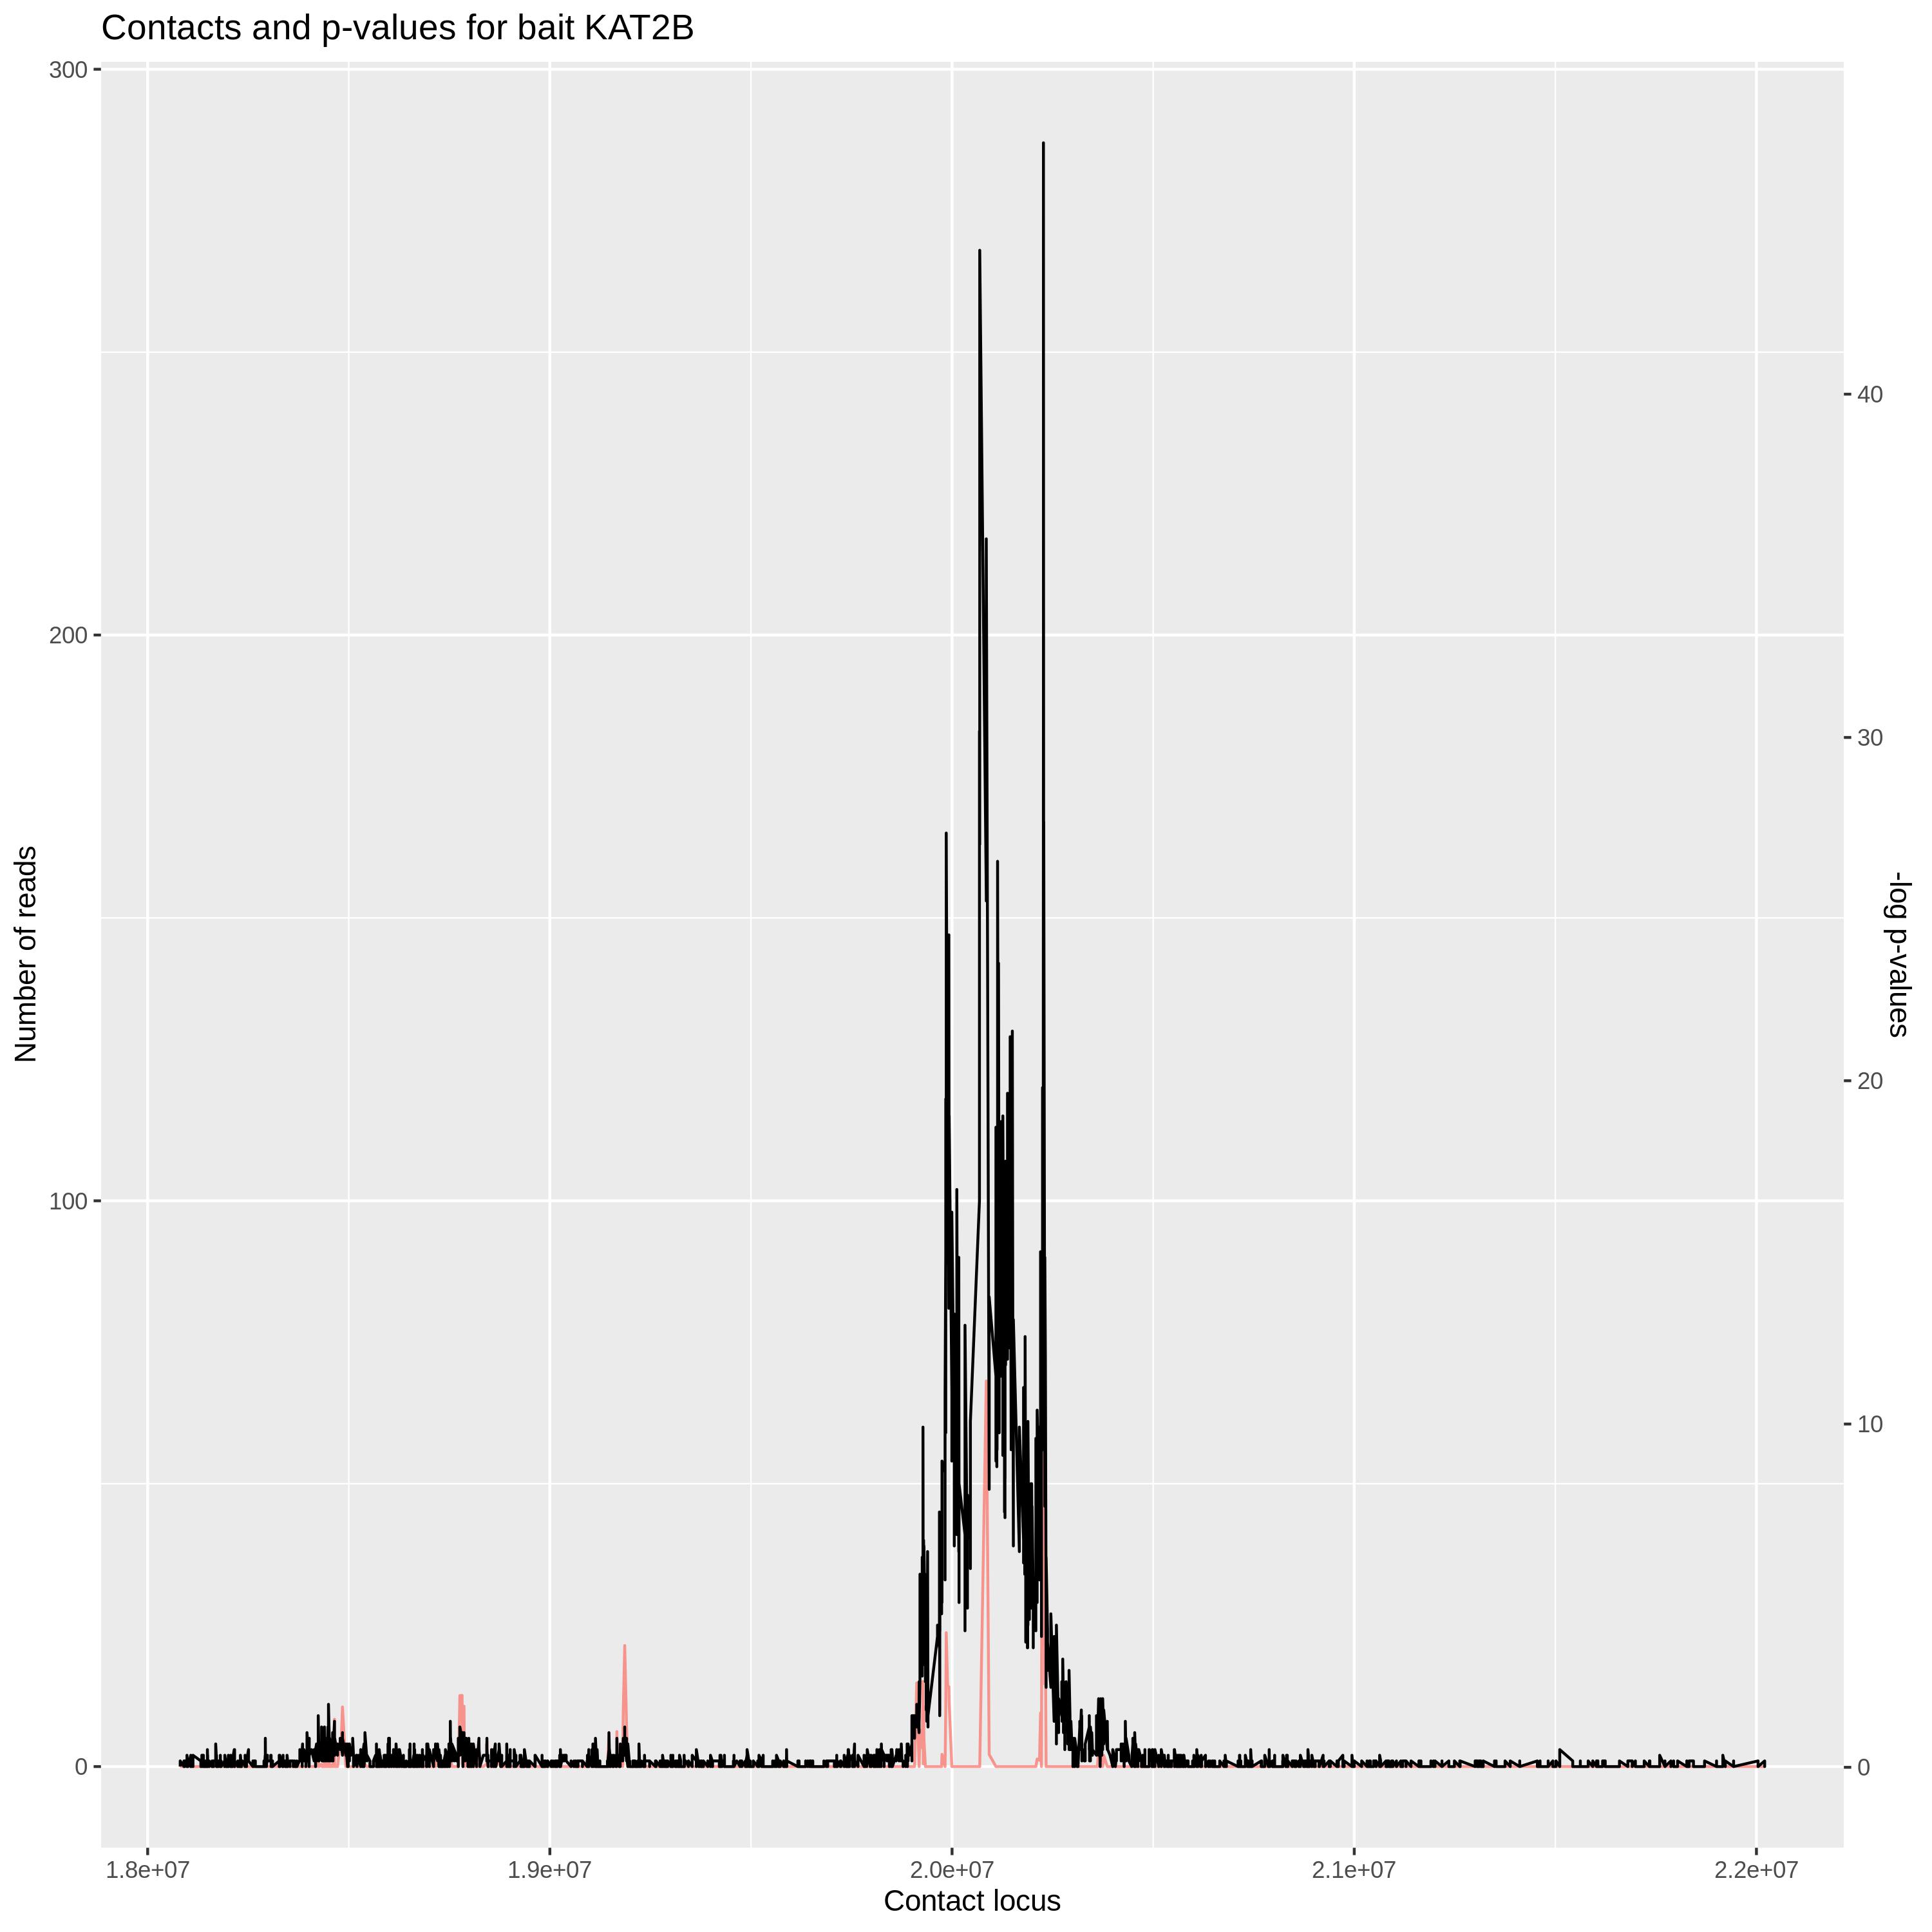 Contacts and p-values for bait KAT2B
300
200
100
0
Number of reads
40
30
20
10
0
-log p-values
1.8e+07
1.9e+07
2.0e+07
2.1e+07
2.2e+07
Contact locus